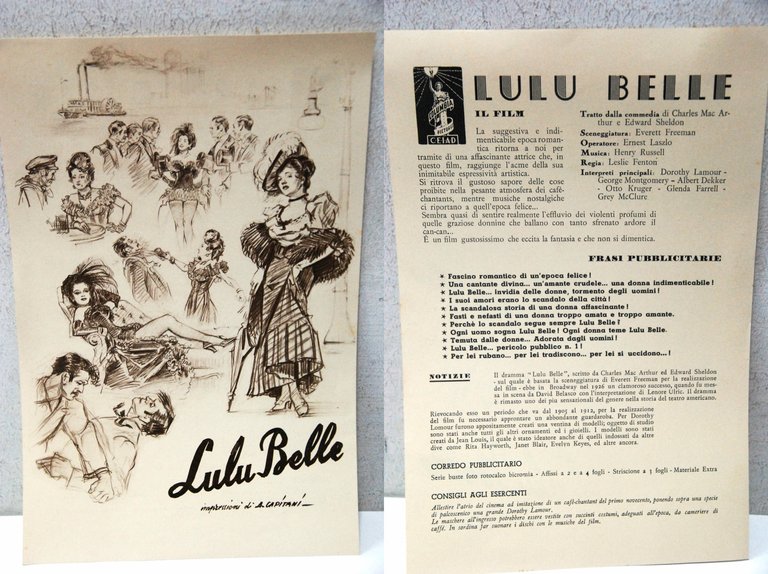 Lulu Belle
impressioni di A. CAPITANI
COLUMBIA
PICTURES
CEIAD
LULU BELLE
IL FILM
La suggestiva e indi-
menticabile epoca roman-
tica ritorna a noi per
tramite di una affascinante attrice che, in
questo film, raggiunge l'acme della sua
inimitabile espressività artistica.
Si ritrova il gustoso sapore delle cose
proibite nella pesante atmosfera dei cafè-
chantants, mentre musiche nostalgiche
ci riportano a quell'epoca felice...
Sembra quasi di sentire realmente l'effluvio dei violenti profumi di
quelle graziose donnine che ballano con tanto sfrenato ardore il
can-can...
È un film gustosissimo che eccita la fantasia e che non si dimentica.
Tratto dalla commedia di Charles Mac Ar-
thur e Edward Sheldon
Sceneggiatura: Everett Freeman
Operatore: Ernest Laszlo
Musica: Henry Russell
Regia: Leslie Fenton
Interpreti principali: Dorothy Lamour -
George Montgomery - Albert Dekker
- Otto Kruger - Glenda Farrell -
Grey McClure
FRASI PUBBLICITARIE
★ Fascino romantico di un'epoca felice!
★ Una cantante divina... un'amante crudele... una donna indimenticabile!
★ Lulu Belle... invidia delle donne, tormento degli uomini!
★ I suoi amori erano lo scandalo della città!
★ La scandalosa storia di una donna affascinante!
★ Fasti e nefasti di una donna troppo amata e troppo amante.
★ Perchè lo scandalo segue sempre Lulu Belle?
★ Ogni uomo sogna Lulu Belle! Ogni donna teme Lulu Belle.
★ Temuta dalle donne... Adorata dagli uomini!
★ Lulu Belle... pericolo pubblico n. 1!
★ Per lei rubano... per lei tradiscono... per lei si uccidono...!
NOTIZIE
Il dramma "Lulu Belle", scritto da Charles Mac Arthur ed Edward Sheldon
- sul quale è basata la sceneggiatura di Everett Freeman per la realizzazione
del film - ebbe in Broadway nel 1926 un clamoroso successo, quando fu mes-
sa in scena da David Belasco con l'interpretazione di Lenore Ulric. Il dramma
è rimasto uno dei piu sensazionali del genere nella storia del teatro americano.
Rievocando esso un periodo che va dal 1905 al 1912, per la realizzazione
del film fu necessario approntare un abbondante guardaroba. Per Dorothy
Lamour furono appositamente creati una ventina di modelli; oggetto di studio
sono stati anche tutti gli altri ornamenti ed i gioielli. I modelli sono stati
creati da Jean Louis, il quale è stato ideatore anche di quelli indossati da altre
dive come Rita Hayworth, Janet Blair, Evelyn Keyes, ed altre ancora.
CORREDO PUBBLICITARIO
Serie buste foto rotocalco bicromia - Affissi a 2 e a 4 fogli - Striscione a 3 fogli - Materiale Extra
CONSIGLI AGLI ESERCENTI
Allestire l'atrio del cinema ad imitazione di un café-chantant del primo novecento, ponendo sopra una specie
di palcoscenico una grande Dorothy Lamour.
Le maschere all'ingresso potrebbero essere vestite con succinti costumi, adeguati all'epoca, da cameriere di
caffè. In sordina far suonare i dischi con le musiche del film.